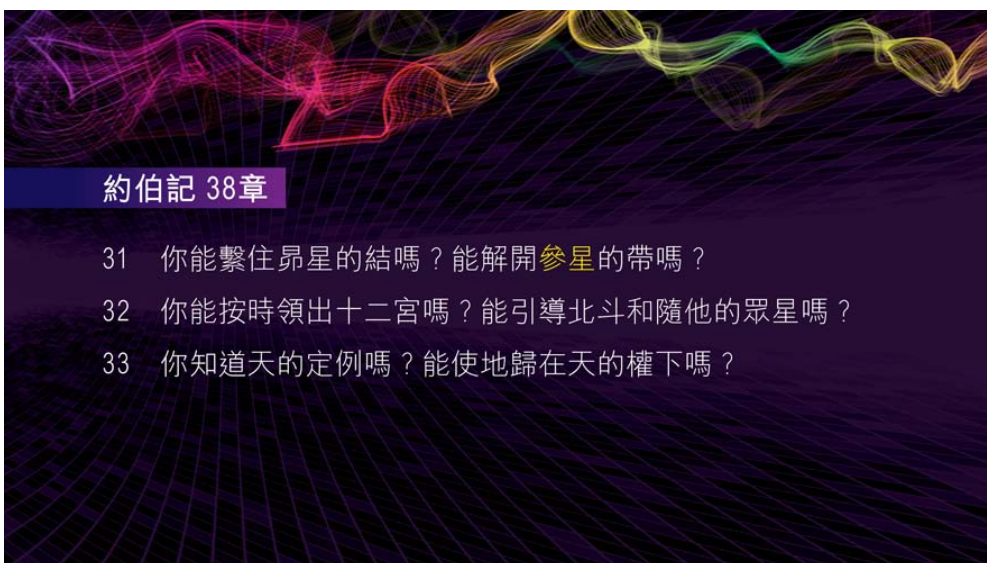 約伯記 38章
31 你能繫住昴星的結嗎？能解開參星的帶嗎？
32 你能按時領出十二宮嗎？能引導北斗和隨他的眾星嗎？
33 你知道天的定例嗎？能使地歸在天的權下嗎？